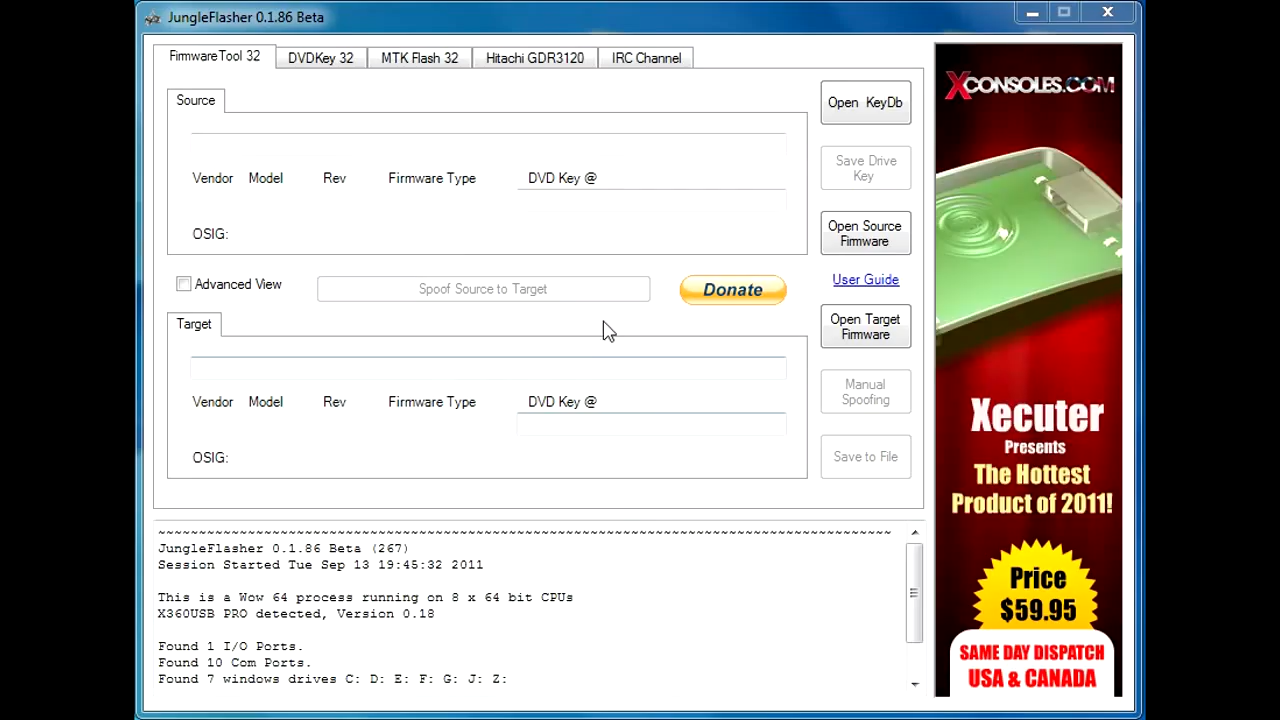 JungleFlasher 0.1.86 Beta
FirmwareTool 32
DVDKey 32
MTK Flash 32
Hitachi GDR3120
IRC Channel
Source
Vendor Model Rev Firmware Type DVD Key @
OSIG:
Open KeyDb
Save Drive
Key
Open Source
Firmware
Advanced View
Spoof Source to Target
Donate
User Guide
Target
Vendor Model Rev Firmware Type DVD Key @
OSIG:
Open Target
Firmware
Manual
Spoofing
Save to File
~~~~~~~~~~~~~~~~~~~~~~~~~~~~~~~~~~~~~~~~~~~~~~~~~~~~~~~~~~~~~~~~~~~~~~~~~~~~~~~~~~~~~~~~~~
JungleFlasher 0.1.86 Beta (267)
Session Started Tue Sep 13 19:45:32 2011
This is a Wow 64 process running on 8 x 64 bit CPUs
X360USB PRO detected, Version 0.18
Found 1 I/O Ports.
Found 10 Com Ports.
Found 7 windows drives C: D: E: F: G: J: Z:
XCONSOLES.COM
Xecuter
Presents
The Hottest
Product of 2011!
Price
$59.95
SAME DAY DISPATCH
USA & CANADA